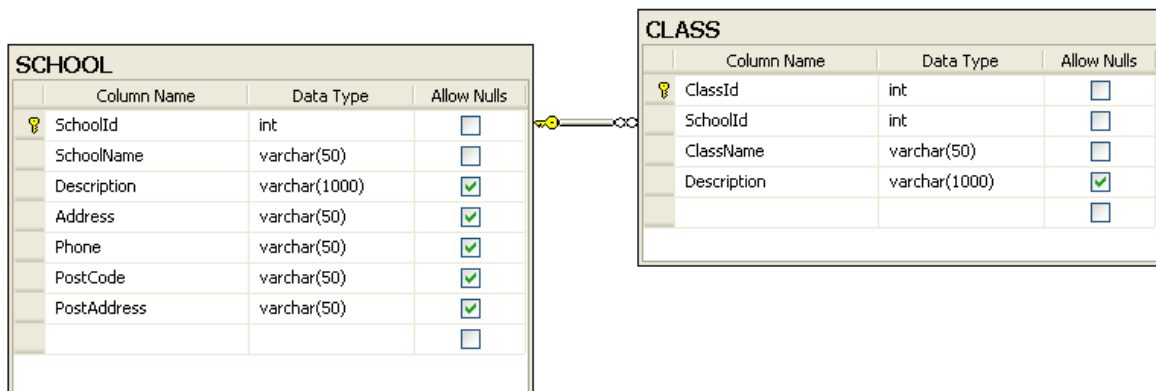 SCHOOL
Column Name Data Type Allow Nulls
SchoolId int
SchoolName varchar(50)
Description varchar(1000)
Address varchar(50)
Phone varchar(50)
PostCode varchar(50)
PostAddress varchar(50)
CLASS
Column Name Data Type Allow Nulls
ClassId int
SchoolId int
ClassName varchar(50)
Description varchar(1000)